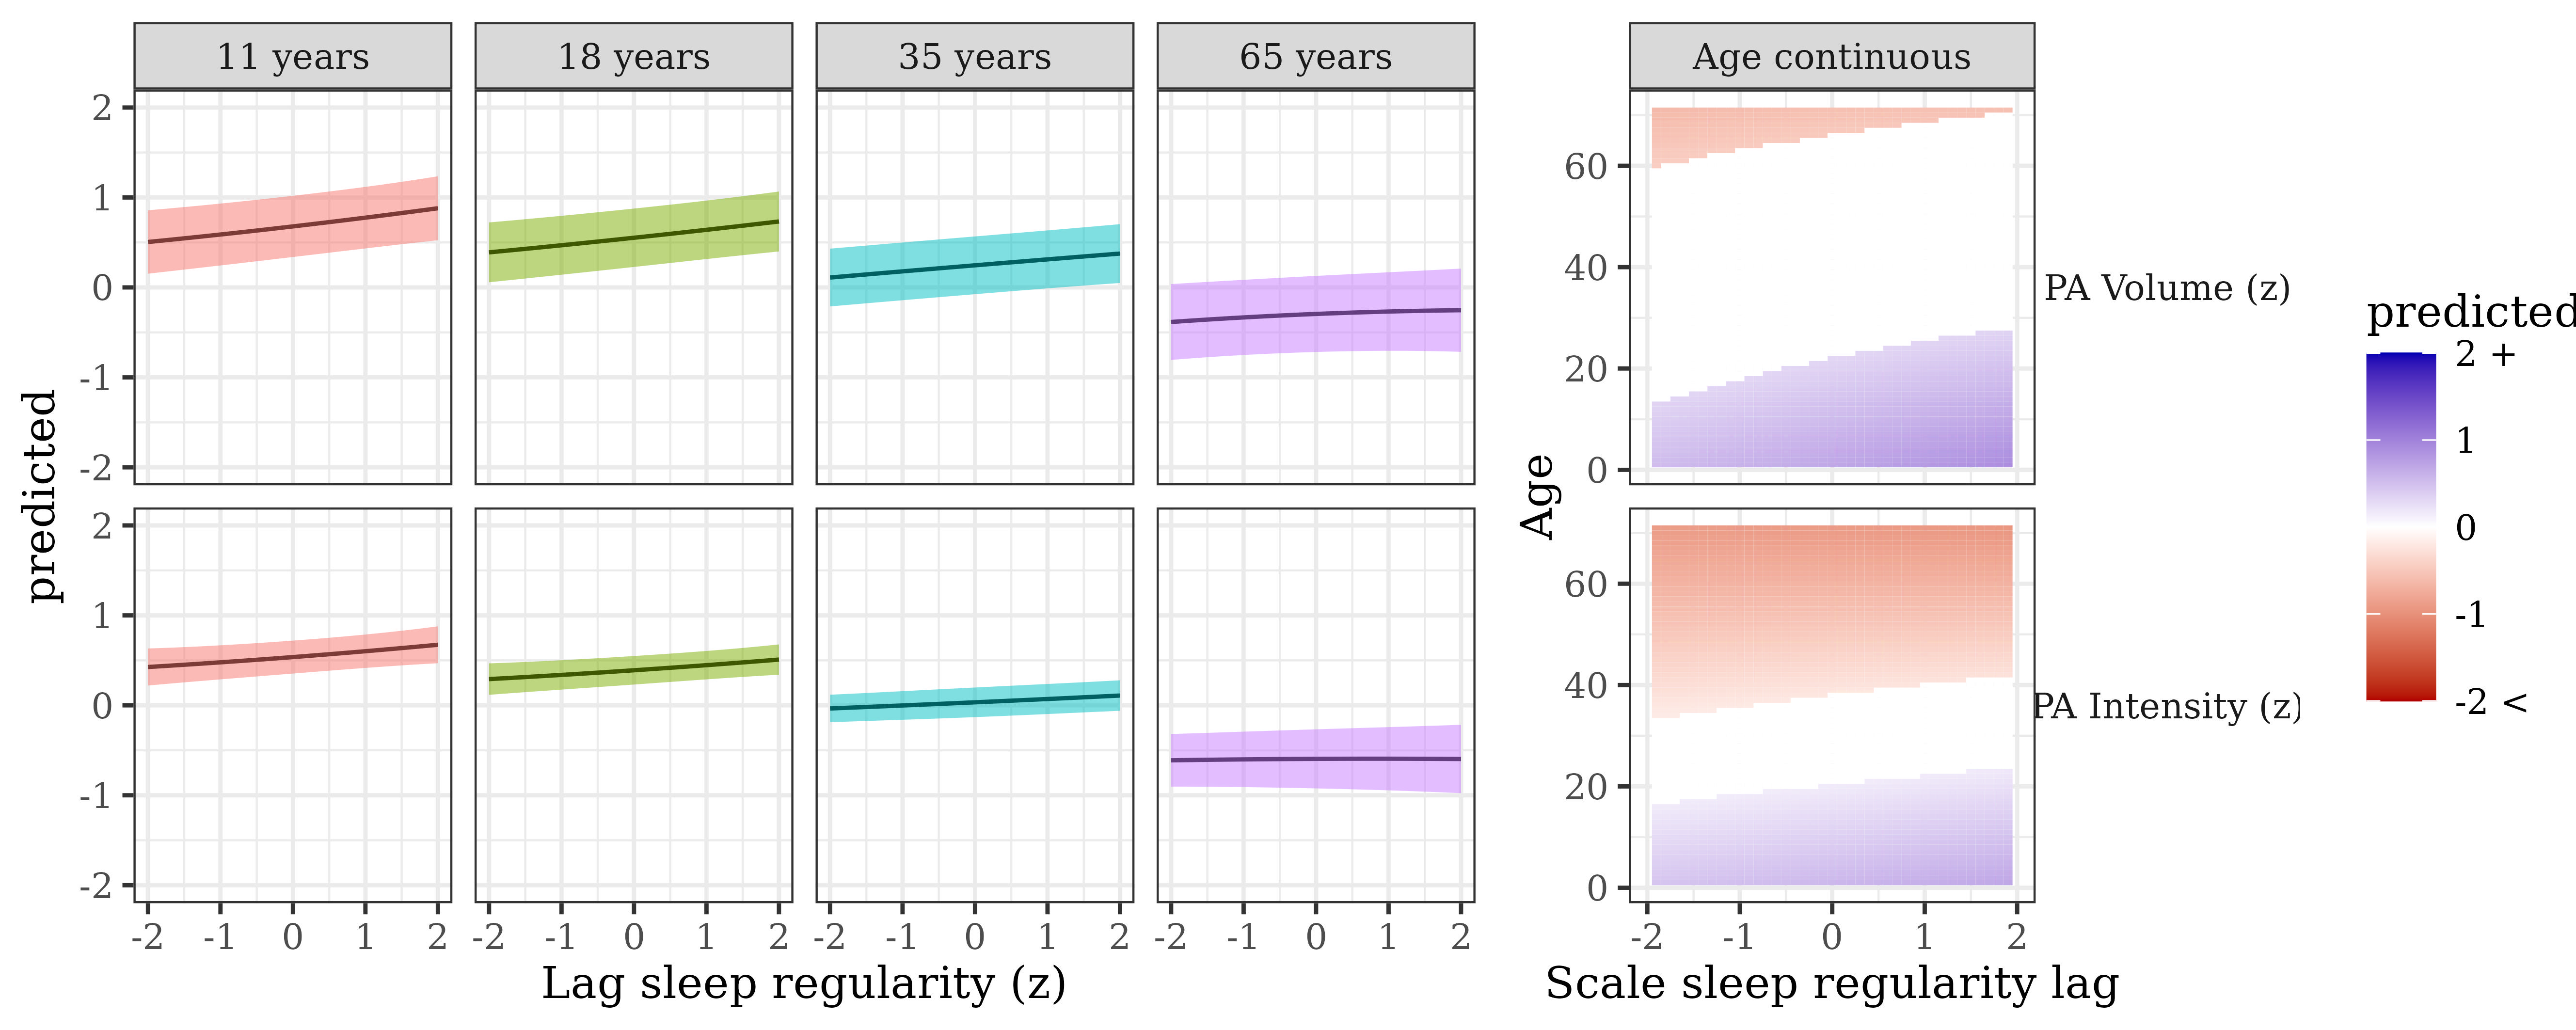 11 years
18 years
35 years
65 years
Age continuous
2
1
0
-1
-2
60
40
20
0
PA Volume (z)
predicted
2 +
1
0
-1
-2 <
predicted
Age
2
1
0
-1
-2
60
40
20
0
PA Intensity (z)
-2 -1 0 1 2
-2 -1 0 1 2
-2 -1 0 1 2
-2 -1 0 1 2
-2 -1 0 1 2
Lag sleep regularity (z)
Scale sleep regularity lag